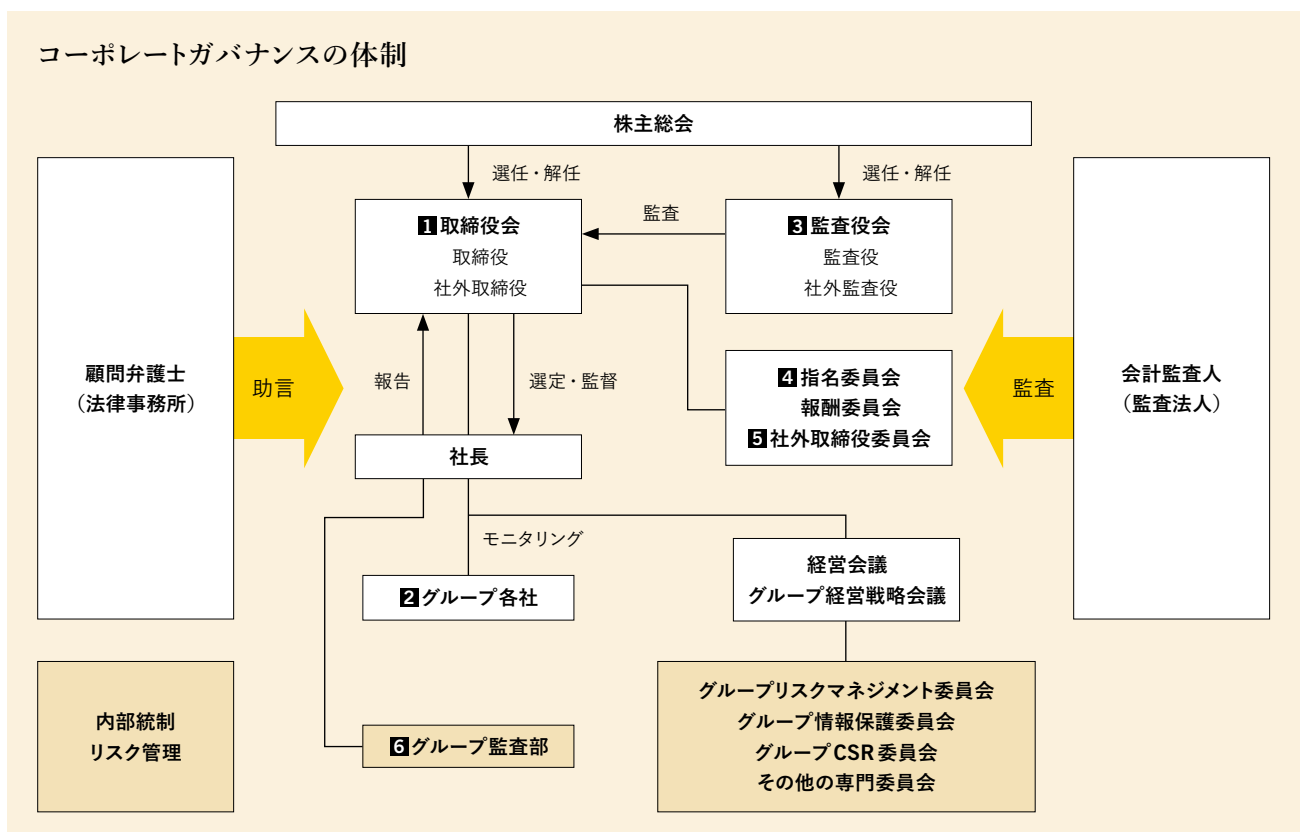 コーポレートガバナンスの体制
株主総会
選任・解任
選任・解任
1 取締役会
取締役
社外取締役
監査
3 監査役会
監査役
社外監査役
顧問弁護士
（法律事務所）
助言
報告
選定・監督
4 指名委員会
報酬委員会
5 社外取締役委員会
監査
会計監査人
（監査法人）
社長
モニタリング
2 グループ各社
経営会議
グループ経営戦略会議
内部統制
リスク管理
6 グループ監査部
グループリスクマネジメント委員会
グループ情報保護委員会
グループCSR委員会
その他の専門委員会